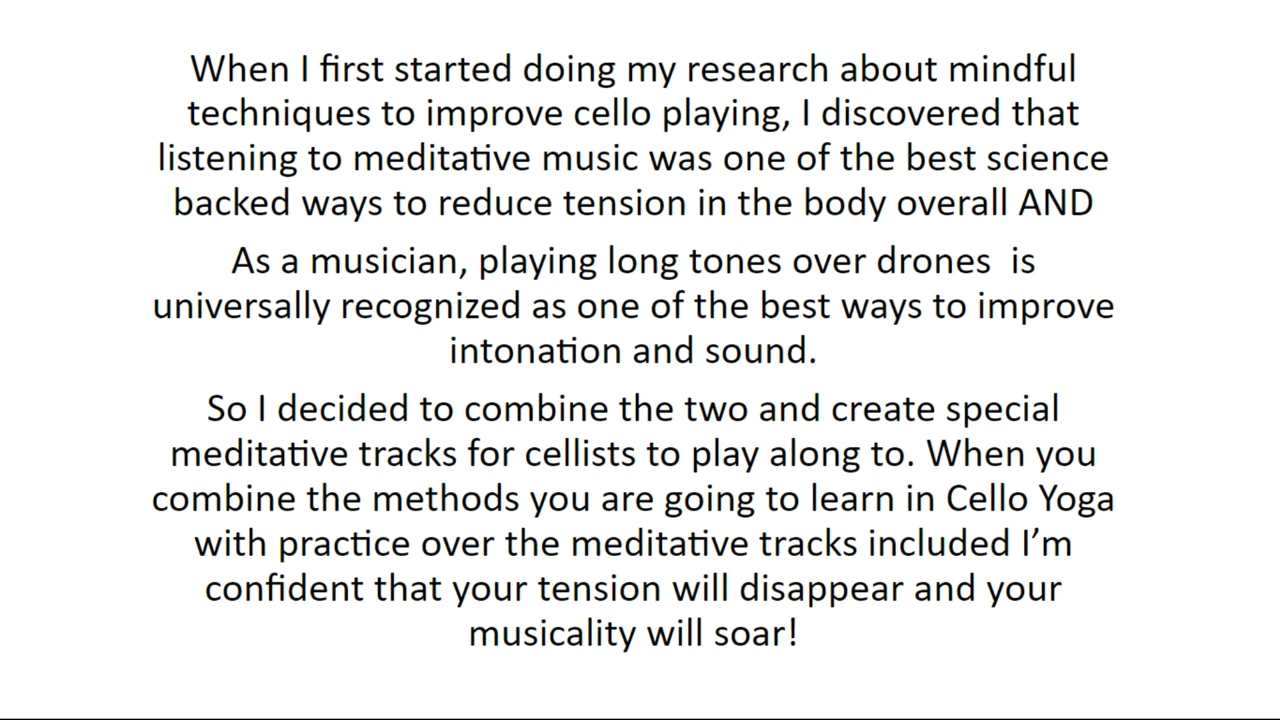 When I first started doing my research about mindful
techniques to improve cello playing, I discovered that
listening to meditative music was one of the best science
backed ways to reduce tension in the body overall AND
As a musician, playing long tones over drones  is
universally recognized as one of the best ways to improve
intonation and sound.
So I decided to combine the two and create special
meditative tracks for cellists to play along to. When you
combine the methods you are going to learn in Cello Yoga
with practice over the meditative tracks included I’m
confident that your tension will disappear and your
musicality will soar!